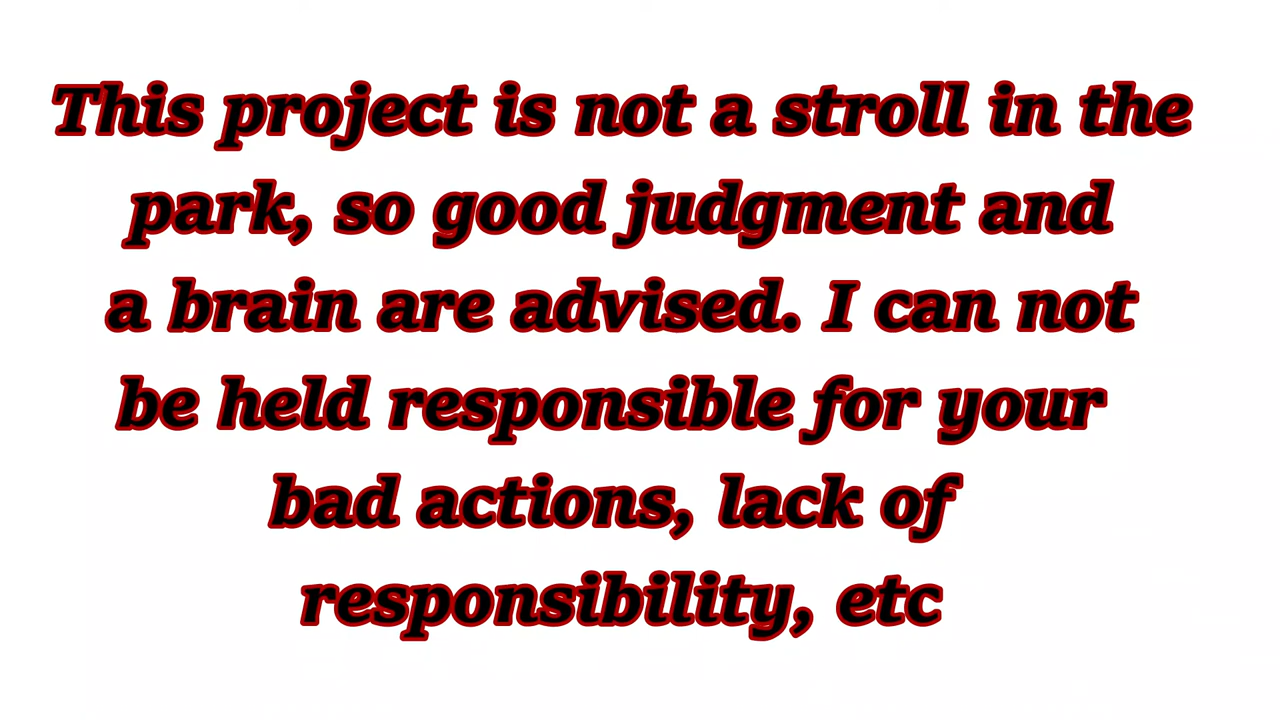 This project is not a stroll in the
park, so good judgment and
a brain are advised. I can not
be held responsible for your
bad actions, lack of
responsibility, etc